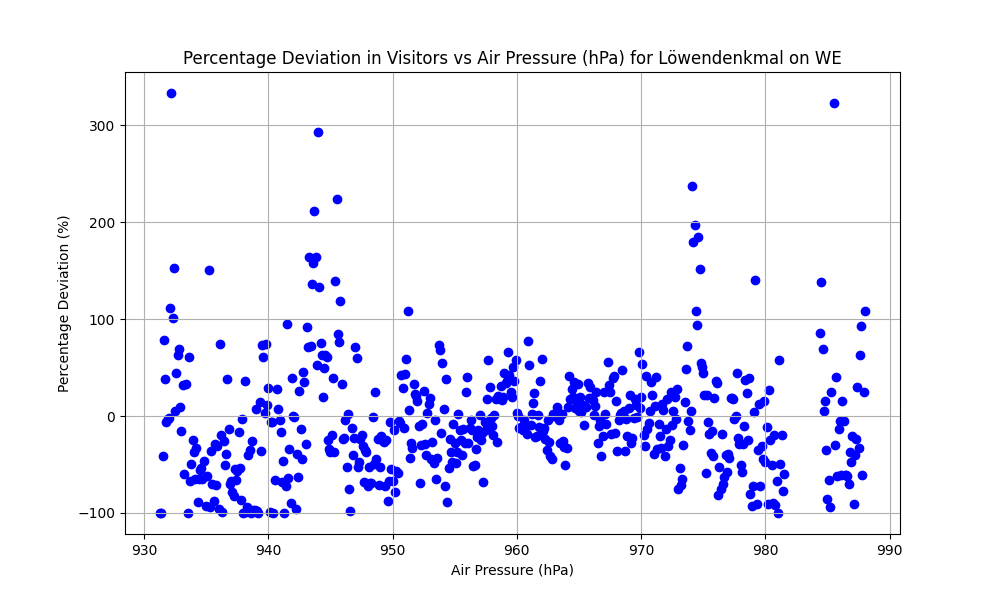 Percentage Deviation in Visitors vs Air Pressure (hPa) for Löwendenkmal on WE
Percentage Deviation (%)
300
200
100
0
−100
930 940 950 960 970 980 990
Air Pressure (hPa)